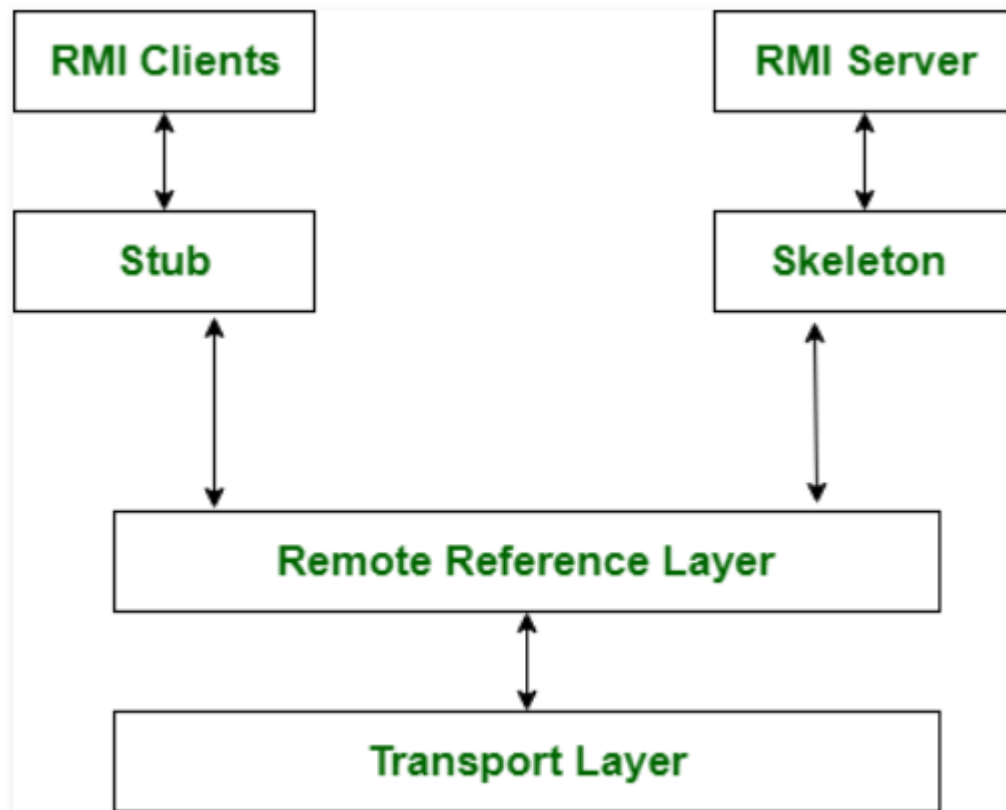 RMI Clients
RMI Server
Stub
Skeleton
Remote Reference Layer
Transport Layer